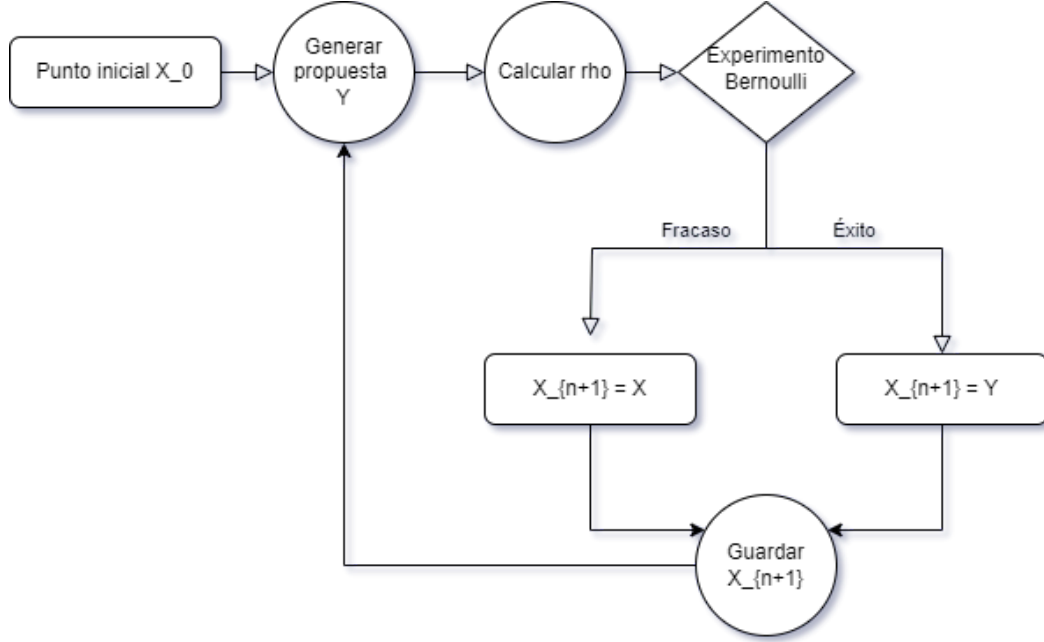 Punto inicial X_0
Generar
propuesta
Y
Calcular rho
Experimento
Bernoulli
Fracaso
Éxito
X_{n+1} = X
X_{n+1} = Y
Guardar
X_{n+1}